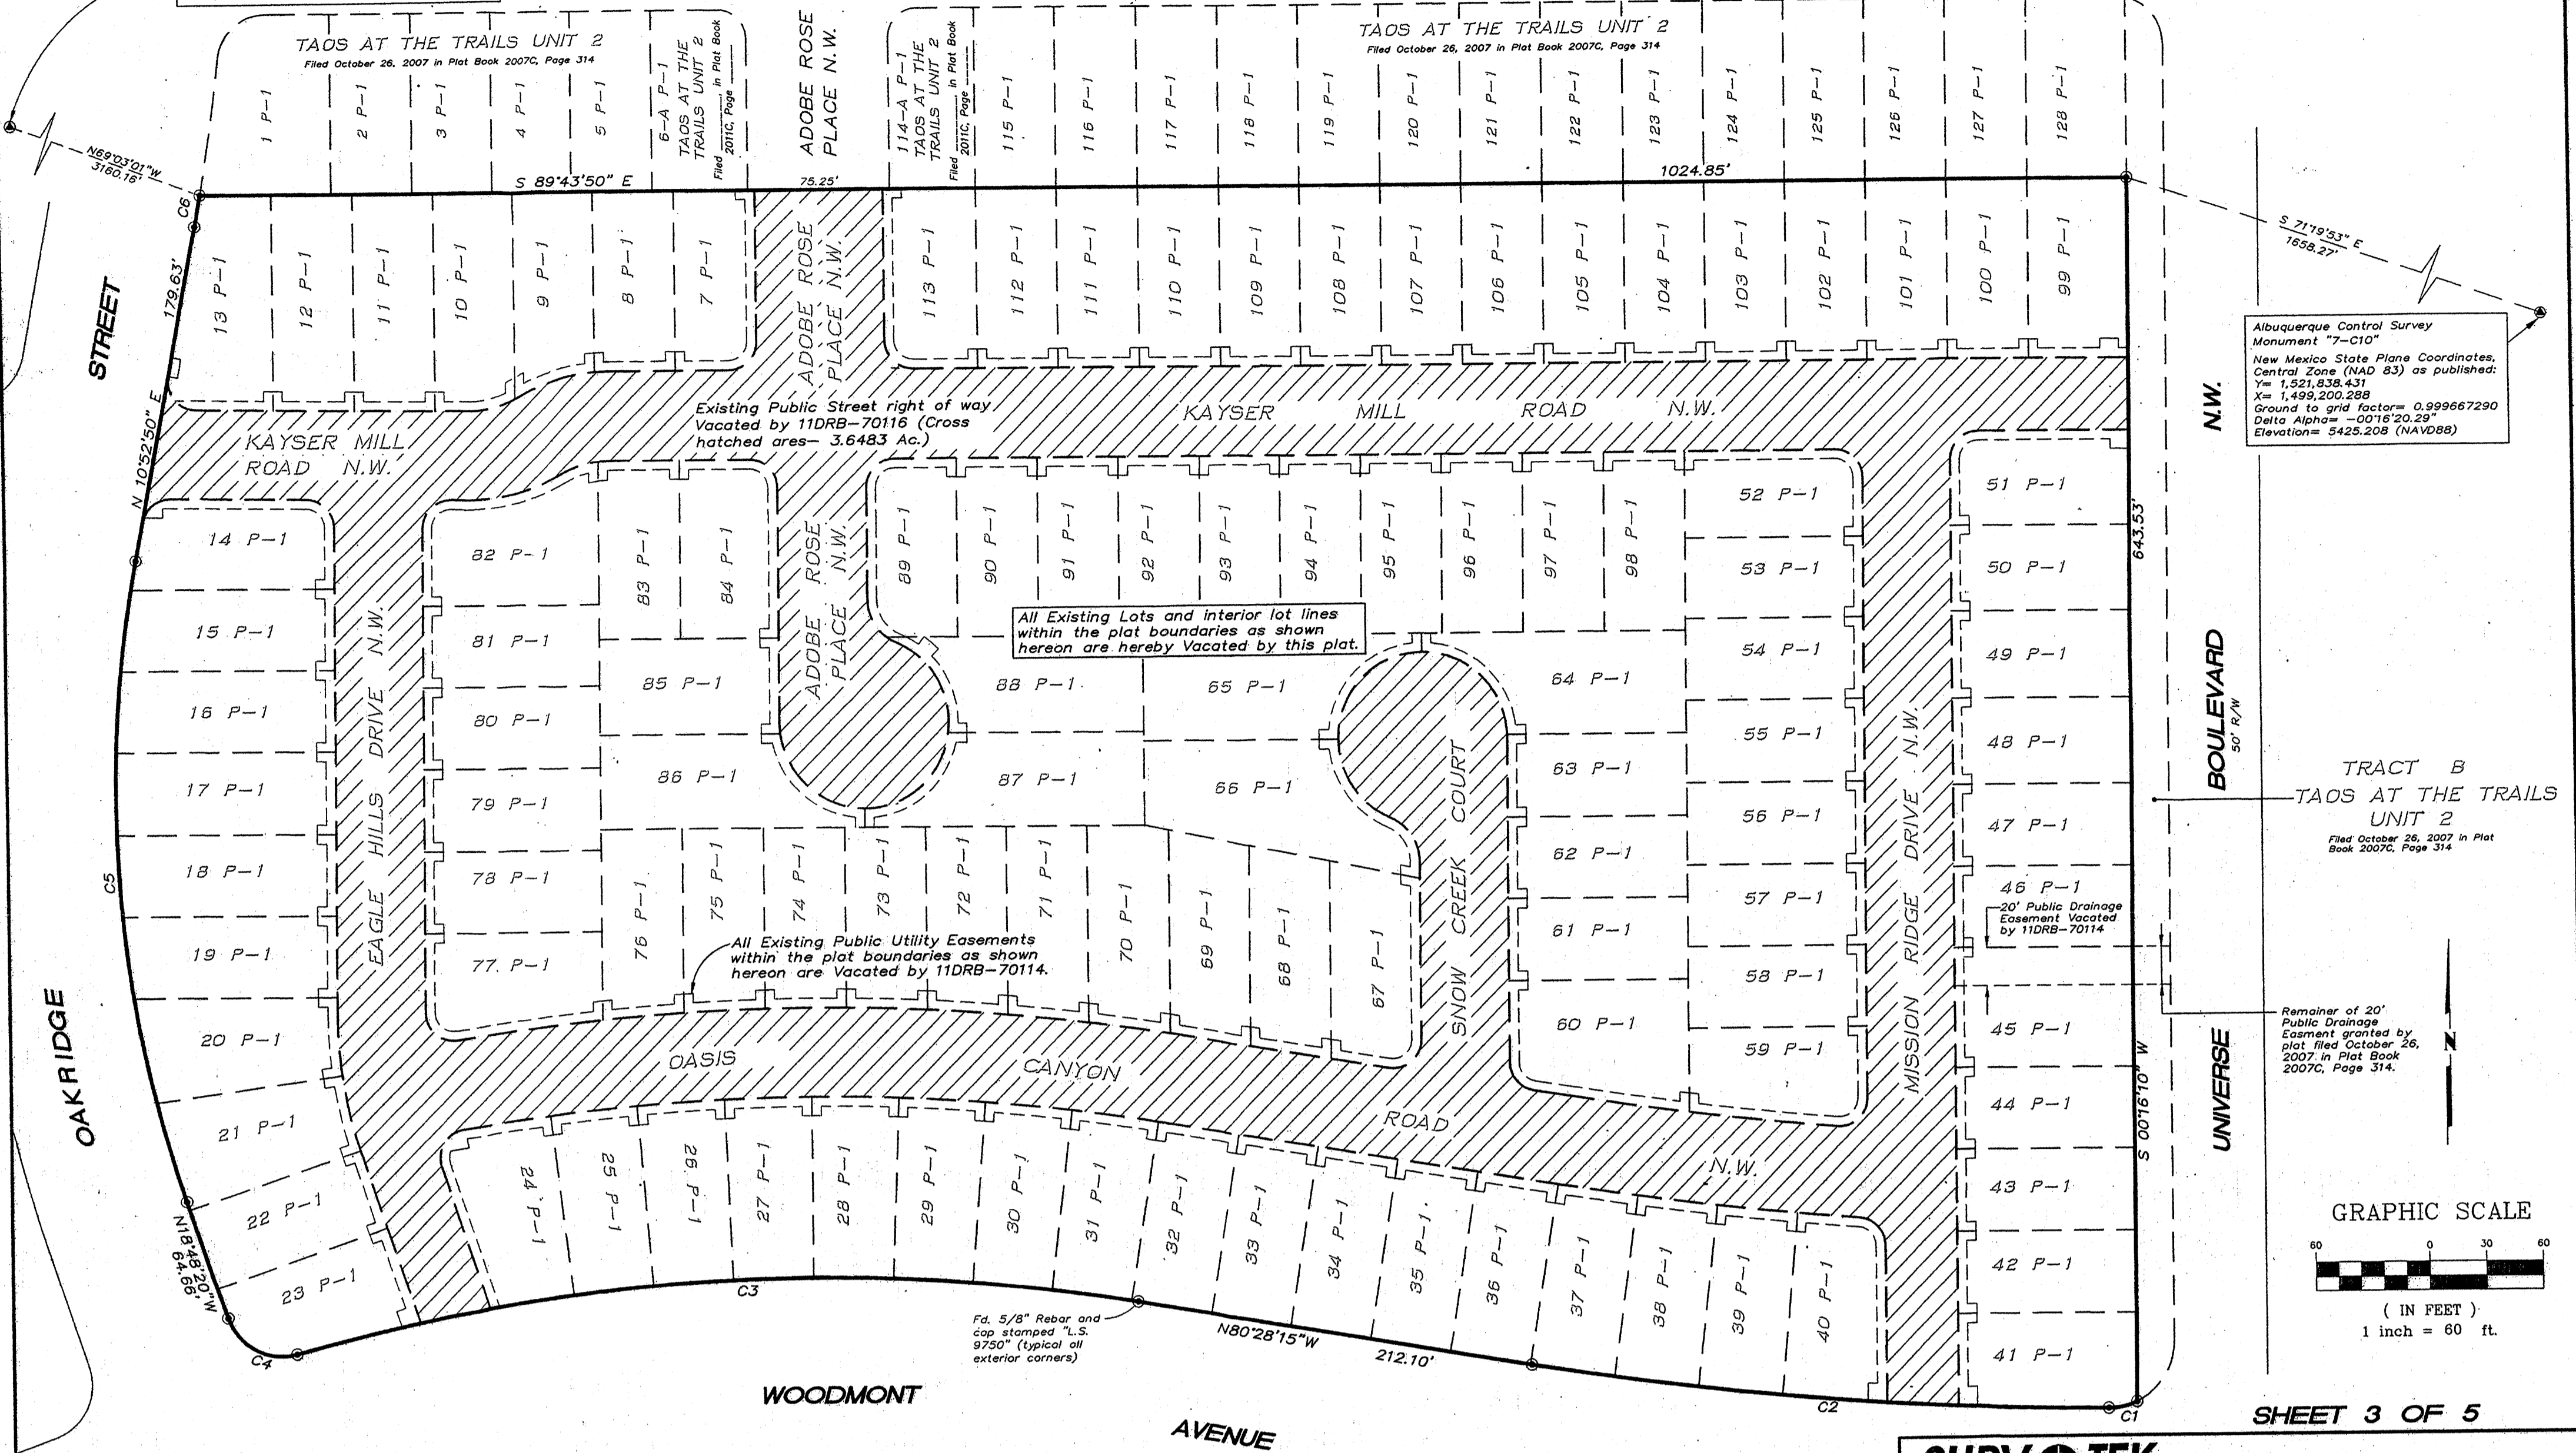 TAOS AT THE TRAILS UNIT 2
Filed October 26, 2007 in Plat Book 2007C, Page 314
1 P-1
2 P-1
3 P-1
4 P-1
5 P-1
6-A P-1
TAOS AT THE
TRAILS UNIT 2
Filed ______ in Plat Book
2011C, Page ______
ADOBE ROSE
PLACE N.W.
114-A P-1
TAOS AT THE
TRAILS UNIT 2
Filed ______ in Plat Book
2011C, Page ______
TAOS AT THE TRAILS UNIT 2
Filed October 26, 2007 in Plat Book 2007C, Page 314
115 P-1
116 P-1
117 P-1
118 P-1
119 P-1
120 P-1
121 P-1
122 P-1
123 P-1
124 P-1
125 P-1
126 P-1
127 P-1
128 P-1
N69°03'01"W
3160.16'
S 89°43'50" E
75.25'
1024.85'
C6
S 71°19'53" E
1658.27'
STREET
179.63'
N 10°52'50" E
13 P-1
12 P-1
11 P-1
10 P-1
9 P-1
8 P-1
7 P-1
ADOBE ROSE
PLACE N.W.
113 P-1
112 P-1
111 P-1
110 P-1
109 P-1
108 P-1
107 P-1
106 P-1
105 P-1
104 P-1
103 P-1
102 P-1
101 P-1
100 P-1
99 P-1
Albuquerque Control Survey
Monument "7-C10"
New Mexico State Plane Coordinates,
Central Zone (NAD 83) as published:
Y= 1,521,838.431
X= 1,499,200.288
Ground to grid factor= 0.999667290
Delta Alpha= -00°16'20.29"
Elevation= 5425.208 (NAVD88)
Existing Public Street right of way
Vacated by 11DRB-70116 (Cross
hatched ares- 3.6483 Ac.)
KAYSER MILL ROAD N.W.
KAYSER MILL
ROAD N.W.
14 P-1
15 P-1
16 P-1
17 P-1
18 P-1
19 P-1
20 P-1
21 P-1
22 P-1
23 P-1
EAGLE HILLS DRIVE N.W.
82 P-1
81 P-1
80 P-1
79 P-1
78 P-1
77 P-1
83 P-1
84 P-1
85 P-1
86 P-1
ADOBE ROSE
PLACE N.W.
89 P-1
90 P-1
91 P-1
92 P-1
93 P-1
94 P-1
95 P-1
96 P-1
97 P-1
98 P-1
All Existing Lots and interior lot lines
within the plat boundaries as shown
hereon are hereby Vacated by this plat.
88 P-1
87 P-1
65 P-1
66 P-1
64 P-1
63 P-1
62 P-1
61 P-1
60 P-1
52 P-1
53 P-1
54 P-1
55 P-1
56 P-1
57 P-1
58 P-1
59 P-1
SNOW CREEK COURT
MISSION RIDGE DRIVE N.W.
51 P-1
50 P-1
49 P-1
48 P-1
47 P-1
46 P-1
20' Public Drainage
Easement Vacated
by 11DRB-70114
45 P-1
44 P-1
43 P-1
42 P-1
41 P-1
643.53'
S 00°16'10" W
UNIVERSE BOULEVARD N.W.
50' R/W
TRACT B
TAOS AT THE TRAILS
UNIT 2
Filed October 26, 2007 in Plat
Book 2007C, Page 314
Remainer of 20'
Public Drainage
Easment granted by
plat filed October 26,
2007 in Plat Book
2007C, Page 314.
N
76 P-1
75 P-1
74 P-1
73 P-1
72 P-1
71 P-1
70 P-1
69 P-1
68 P-1
67 P-1
All Existing Public Utility Easements
within the plat boundaries as shown
hereon are Vacated by 11DRB-70114.
OASIS CANYON ROAD N.W.
24 P-1
25 P-1
26 P-1
27 P-1
28 P-1
29 P-1
30 P-1
31 P-1
32 P-1
33 P-1
34 P-1
35 P-1
36 P-1
37 P-1
38 P-1
39 P-1
40 P-1
C5
OAKRIDGE
N18°48'20"W
64.66'
C4
C3
Fd. 5/8" Rebar and
cap stamped "L.S.
9750" (typical all
exterior corners)
N80°28'15"W
212.10'
C2
C1
WOODMONT
AVENUE
GRAPHIC SCALE
60 0 30 60
( IN FEET )
1 inch = 60 ft.
SHEET 3 OF 5
SURV TEK